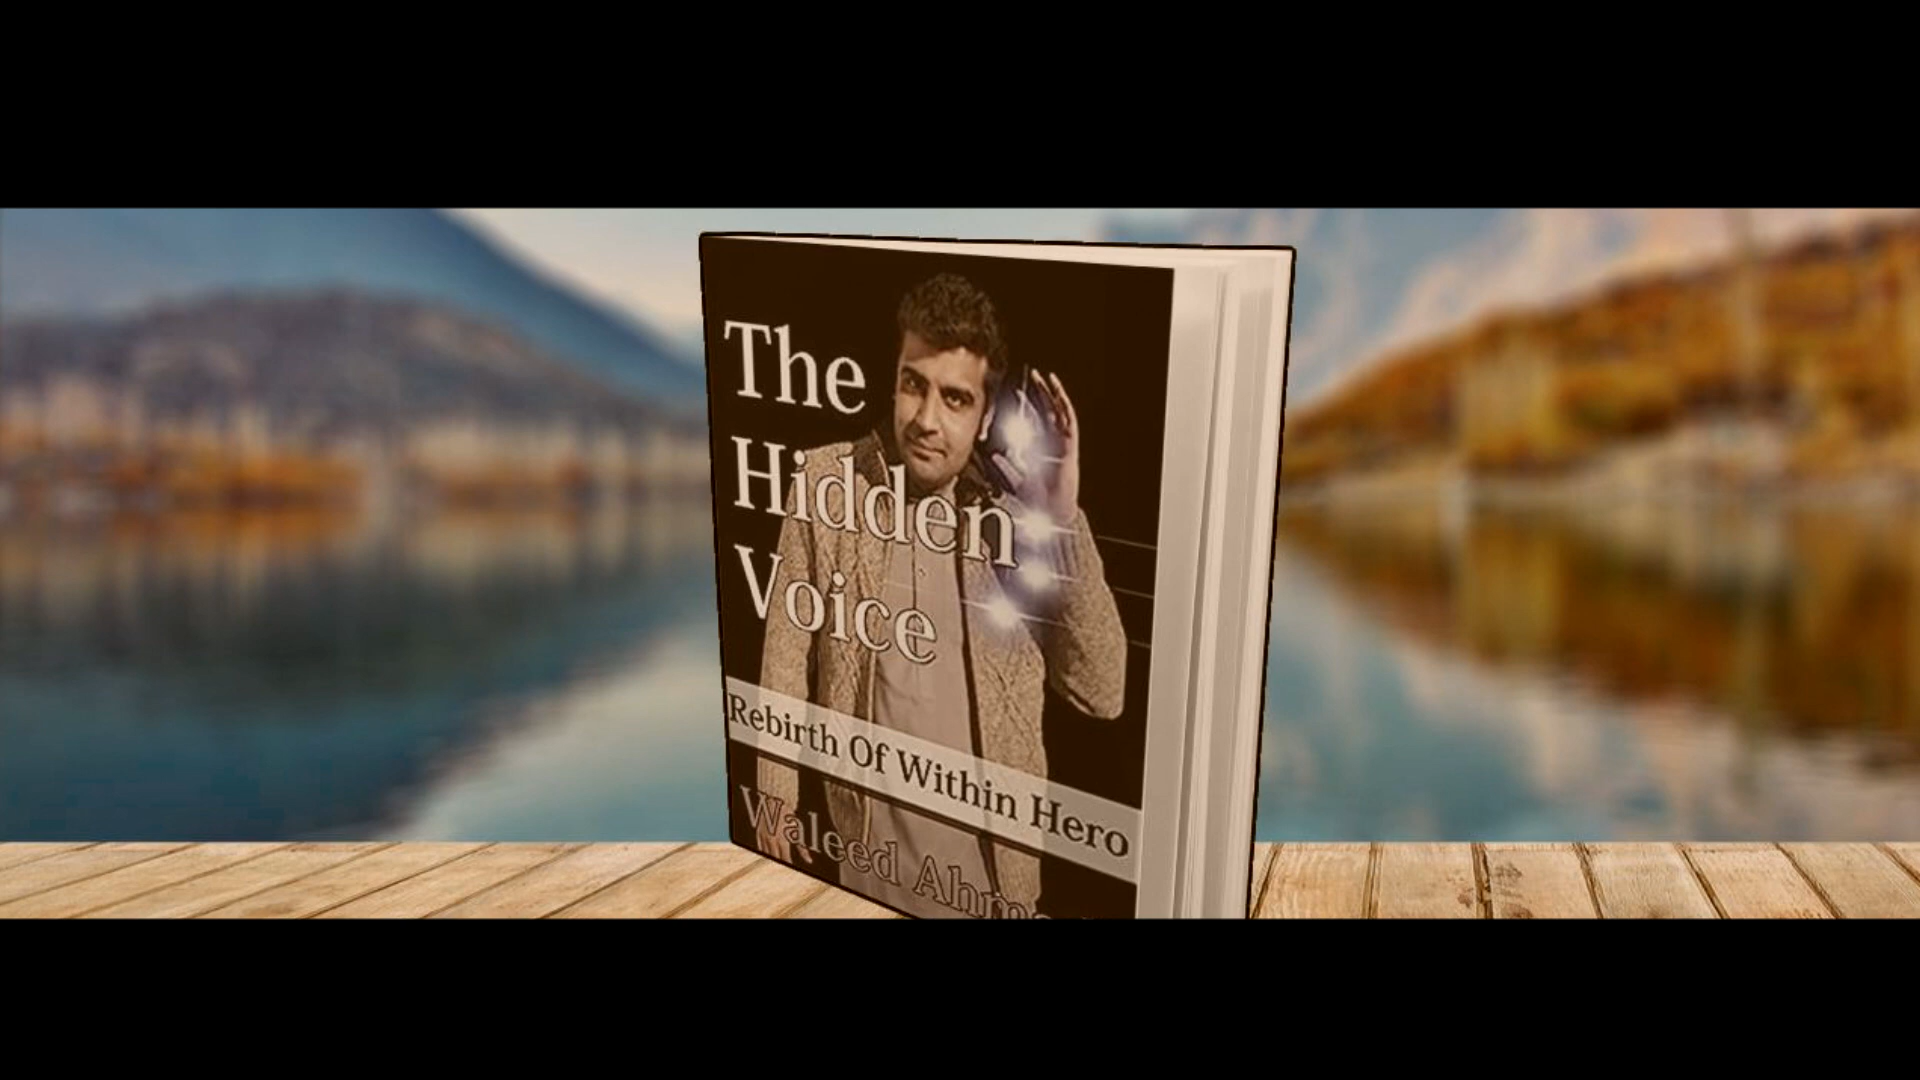 The
Hidden
Voice
Rebirth Of Within Hero
Waleed